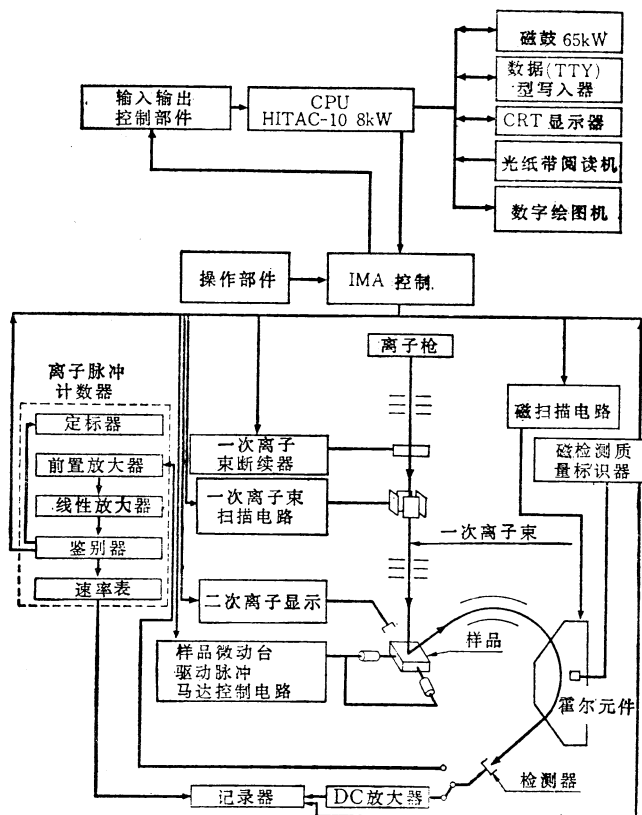 磁鼓 65kW
数据(TTY)
型写入器
CRT 显示器
光纸带阅读机
数字绘图机
输入输出
控制部件
CPU
HITAC-10 8kW
操作部件
IMA 控制
离子枪
离子脉冲
计数器
定标器
前置放大器
线性放大器
鉴别器
速率表
一次离子
束断续器
一次离子束
扫描电路
磁扫描电路
磁检测质
量标识器
一次离子束
二次离子显示
样品微动台
驱动脉冲
马达控制电路
样品
霍尔元件
检测器
记录器
DC放大器